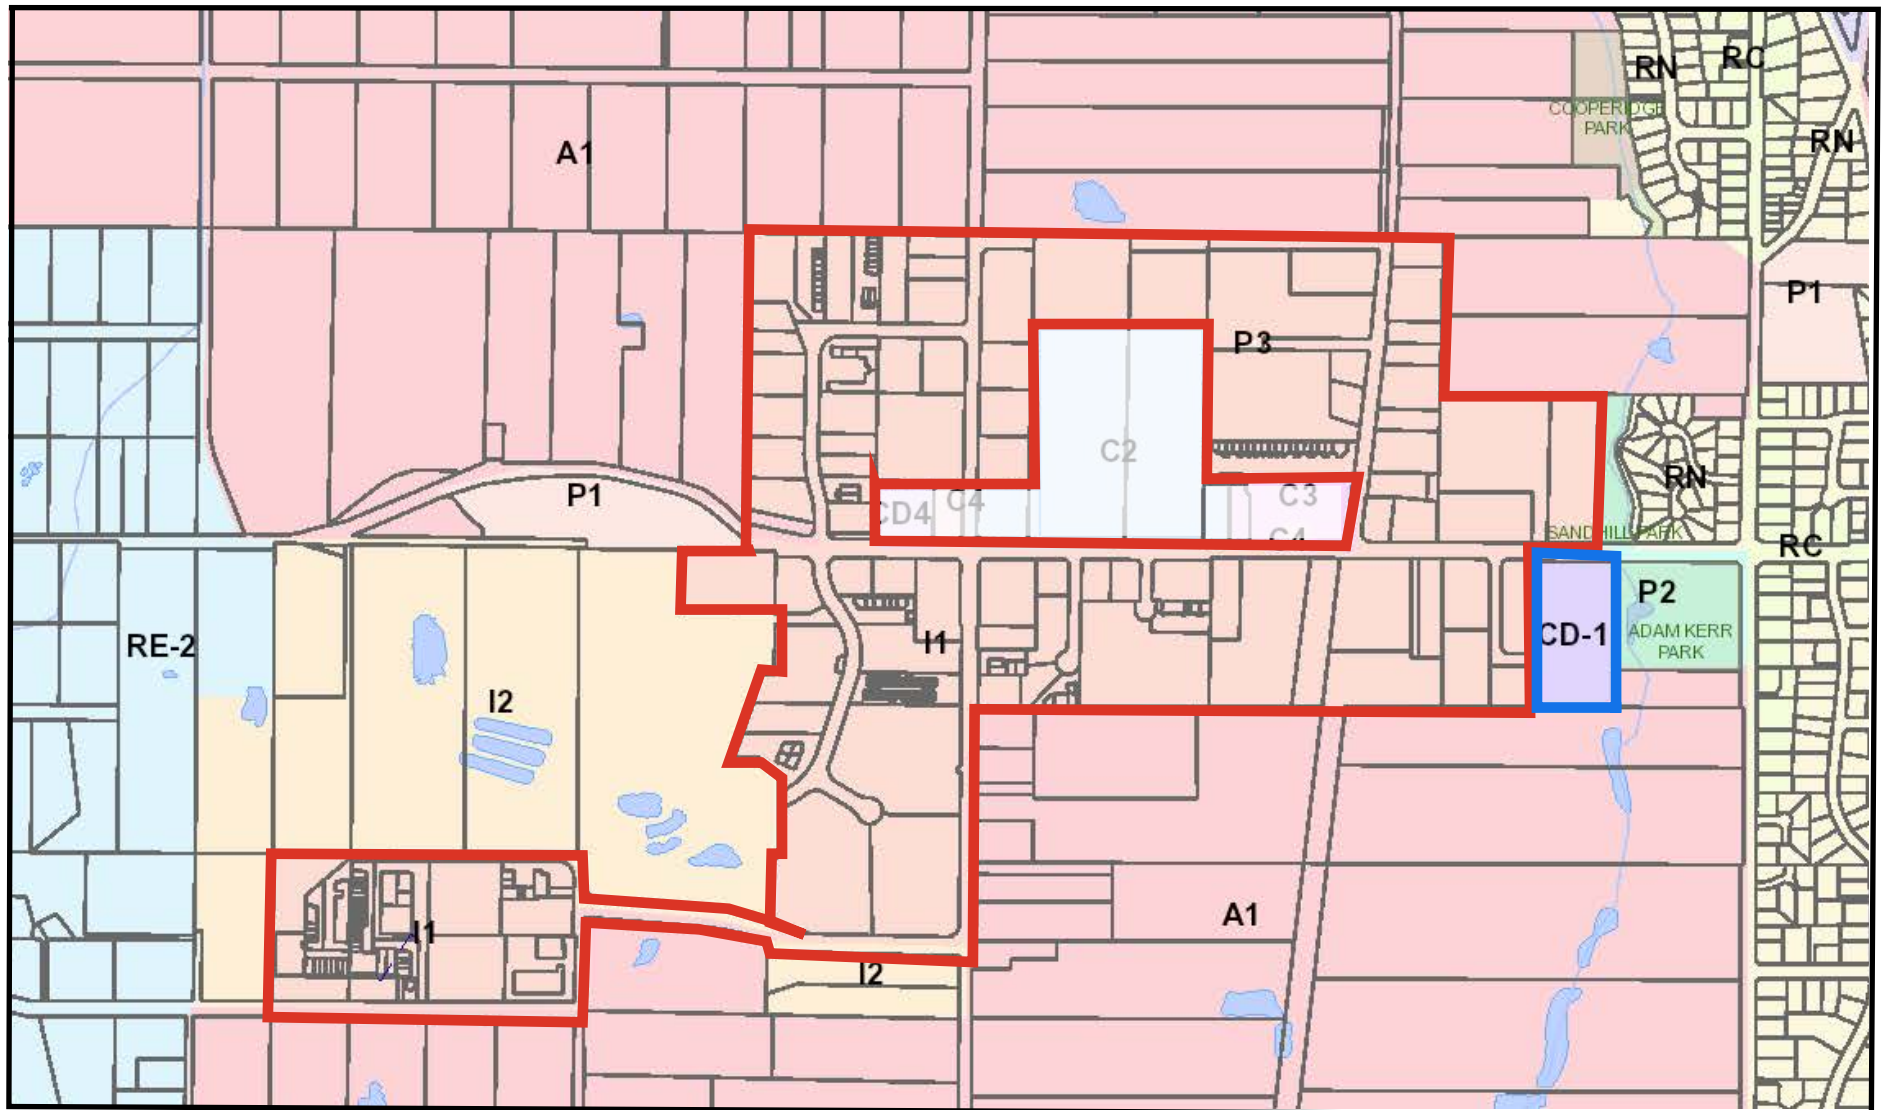 RN
RC
COOPERIDGE
PARK
RN
A1
P1
P3
C2
RN
P1
C3
CD4
C4
C4
SANDHILL PARK
RC
P2
CD-1
ADAM KERR
PARK
I1
RE-2
I2
A1
I1
I2